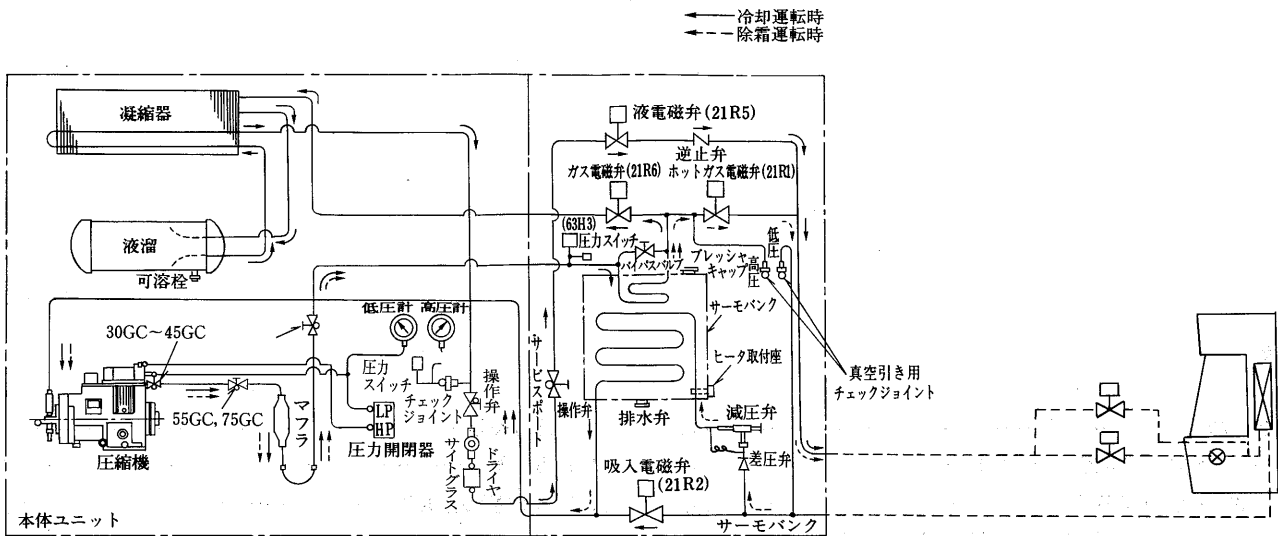 冷却運転時
除霜運転時
凝縮器
液電磁弁(21R5)
逆止弁
ガス電磁弁(21R6)
ホットガス電磁弁(21R1)
(63H3)
圧力スイッチ
バイパスバルブ
プレッシャ
キャップ
高圧
低圧
液溜
可溶栓
サーモバンク
30GC～45GC
低圧計
高圧計
圧力
スイッチ
チェック
ジョイント
操作弁
サービスポート
操作弁
ヒータ取付座
真空引き用
チェックジョイント
55GC, 75GC
マフラ
LP
HP
圧力開閉器
排水弁
減圧弁
差圧弁
圧縮機
サイトグラス
ドライヤ
吸入電磁弁
(21R2)
本体ユニット
サーモバンク